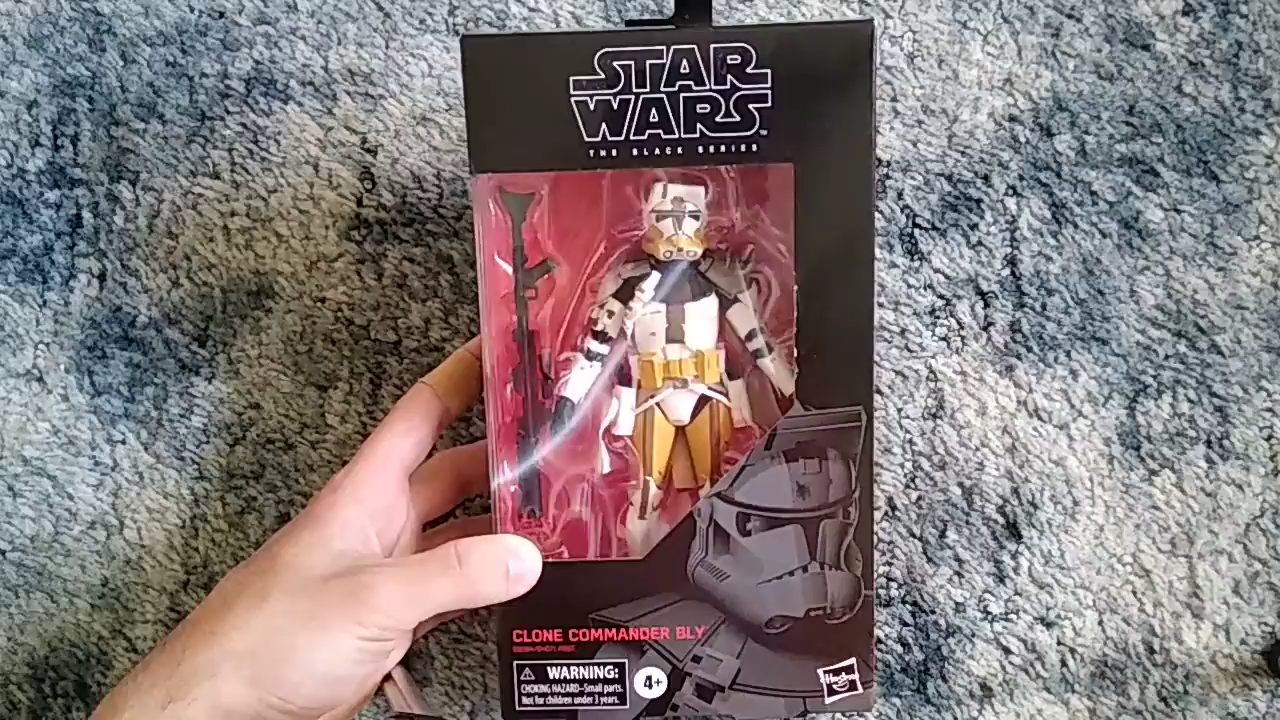 STAR
WARS™
THE BLACK SERIES
CLONE COMMANDER BLY
WARNING:
CHOKING HAZARD–Small parts.
Not for children under 3 years.
4+
Hasbro